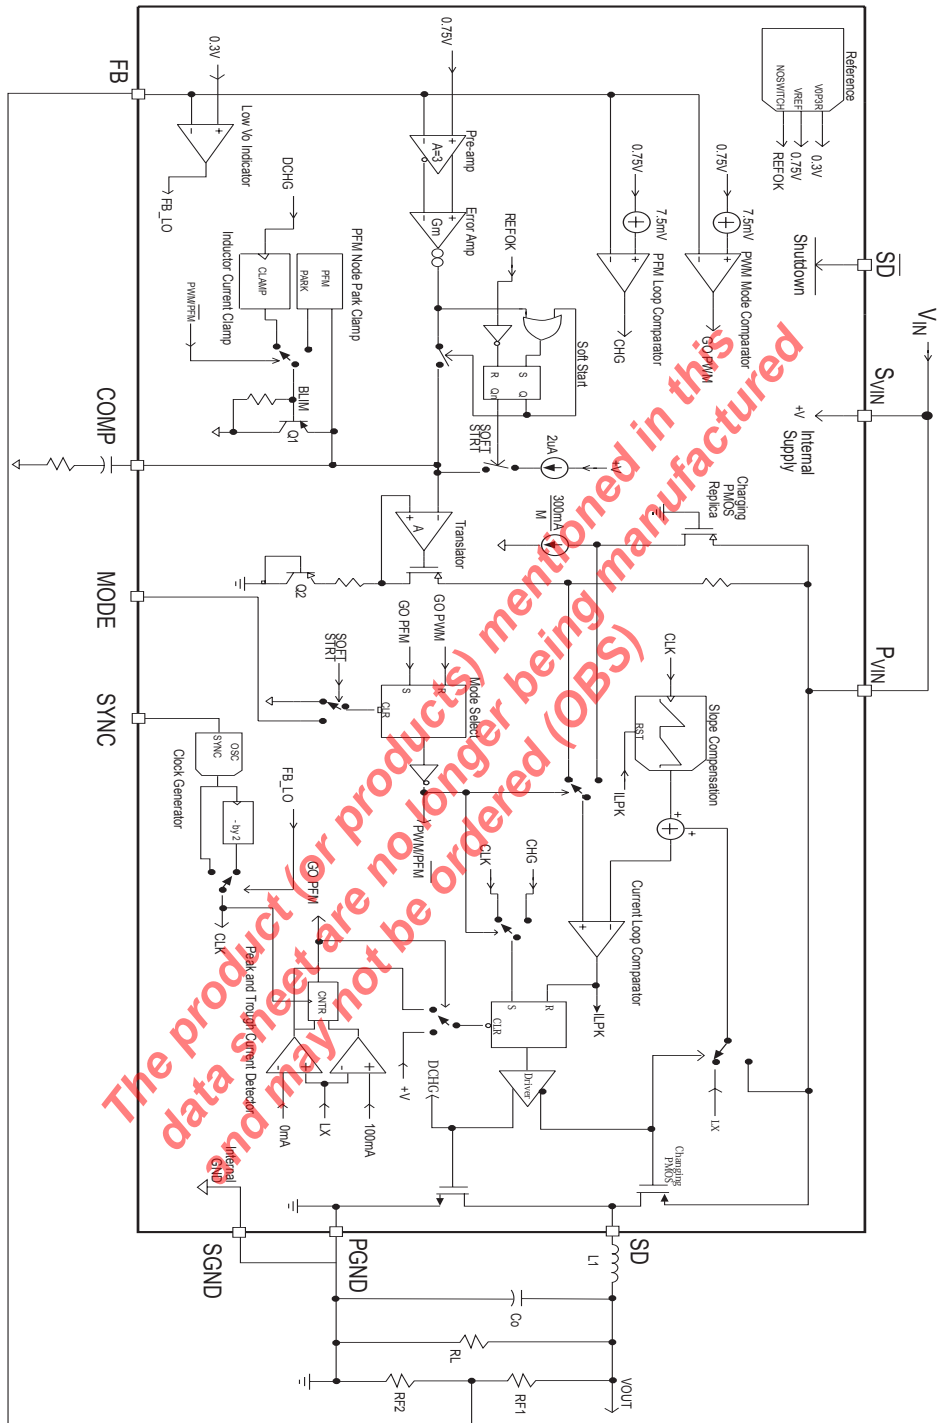 Reference
V0P3R
VREF
NOSWITCH
0.3V
0.75V
REFOK
SD
Shutdown
VIN
SVIN
+V
Internal
Supply
PVIN
FB
0.3V
+
-
Low Vo Indicator
FB_LO
0.75V
Pre-amp
+
-
A=3
Error Amp
+
-
Gm
0.75V
7.5mV
+
-
PFM Loop Comparator
CHG
0.75V
7.5mV
+
-
PWM Mode Comparator
GO PWM
DCHG
CLAMP
Inductor Current Clamp
PFM
PARK
PFM Node Park Clamp
PWM/PFM
BLIM
Q1
REFOK
Soft Start
R
S
Qn
Q
SOFT
STRT
2uA
+V
COMP
Translator
+
-
A
Q2
300mA
M
Charging
PMOS
Replica
MODE
GO PFM
GO PWM
S
R
CLR
Mode Select
SOFT
STRT
PWM/PFM
SYNC
OSC
SYNC
Clock Generator
- by 2
FB_LO
CLK
CLK
Slope Compensation
RST
ILPK
+
+
Current Loop Comparator
-
+
ILPK
CHG
CLK
S
R
CLR
Driver
GO PFM
CNTR
Peak and Trough Current Detector
+
-
-
+
0mA
LX
100mA
+V
DCHG
LX
Changing
PMOS
Internal
GND
SGND
PGND
SD
L1
Co
RL
RF2
RF1
VOUT
The product (or products) mentioned in this
data sheet are no longer being manufactured
and may not be ordered (OBS)